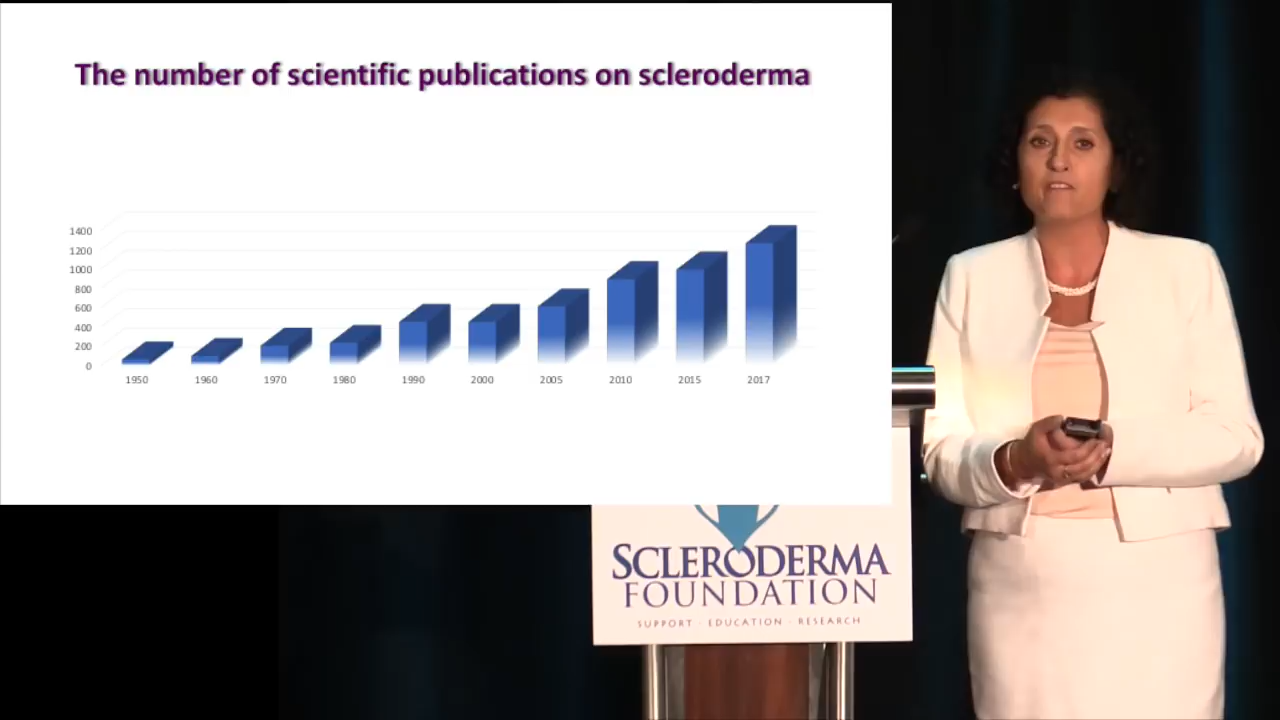 The number of scientific publications on scleroderma
1400
1200
1000
800
600
400
200
0
1950 1960 1970 1980 1990 2000 2005 2010 2015 2017
SCLERODERMA
FOUNDATION
SUPPORT · EDUCATION · RESEARCH